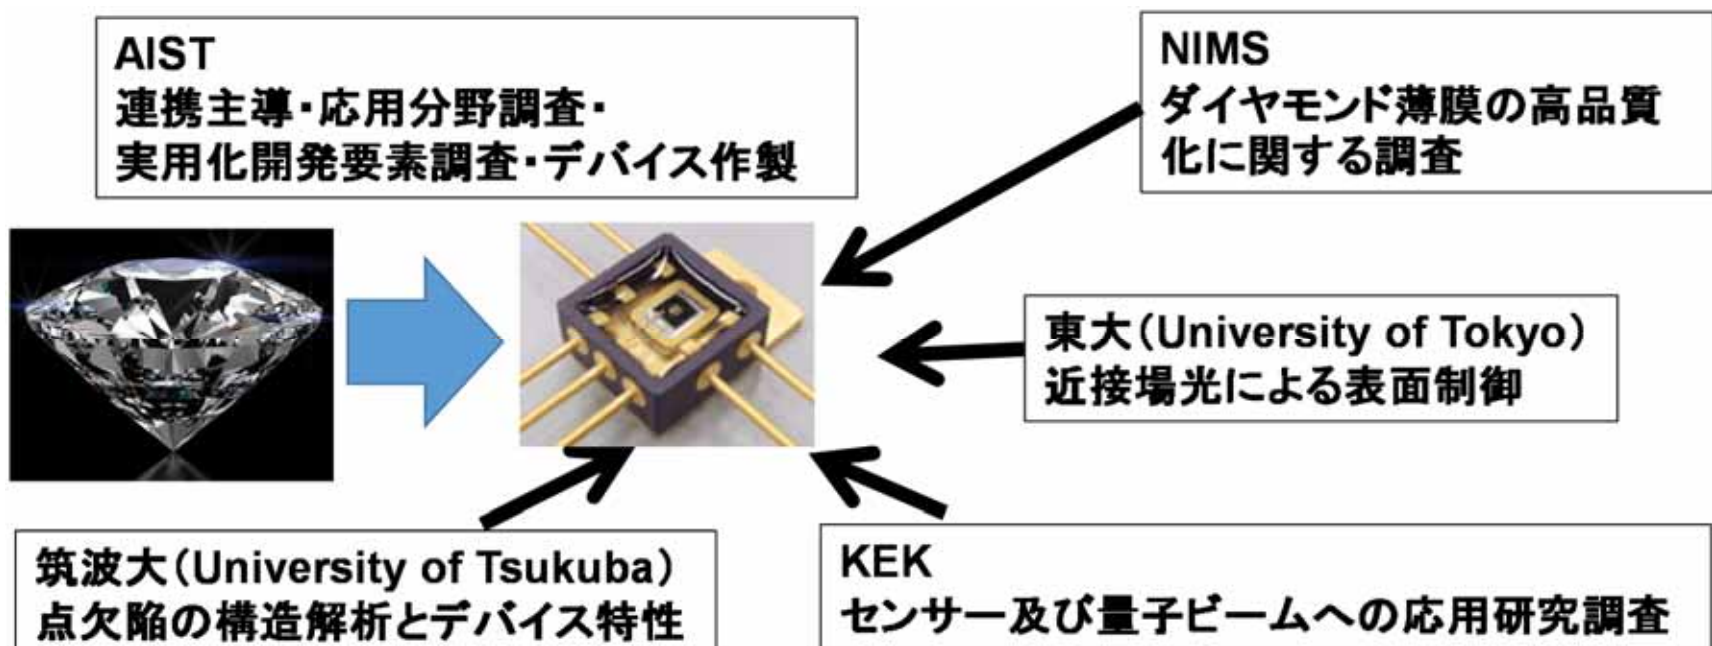 AIST
連携主導・応用分野調査・
実用化開発要素調査・デバイス作製
NIMS
ダイヤモンド薄膜の高品質
化に関する調査
東大(University of Tokyo)
近接場光による表面制御
筑波大(University of Tsukuba)
点欠陥の構造解析とデバイス特性
KEK
センサー及び量子ビームへの応用研究調査